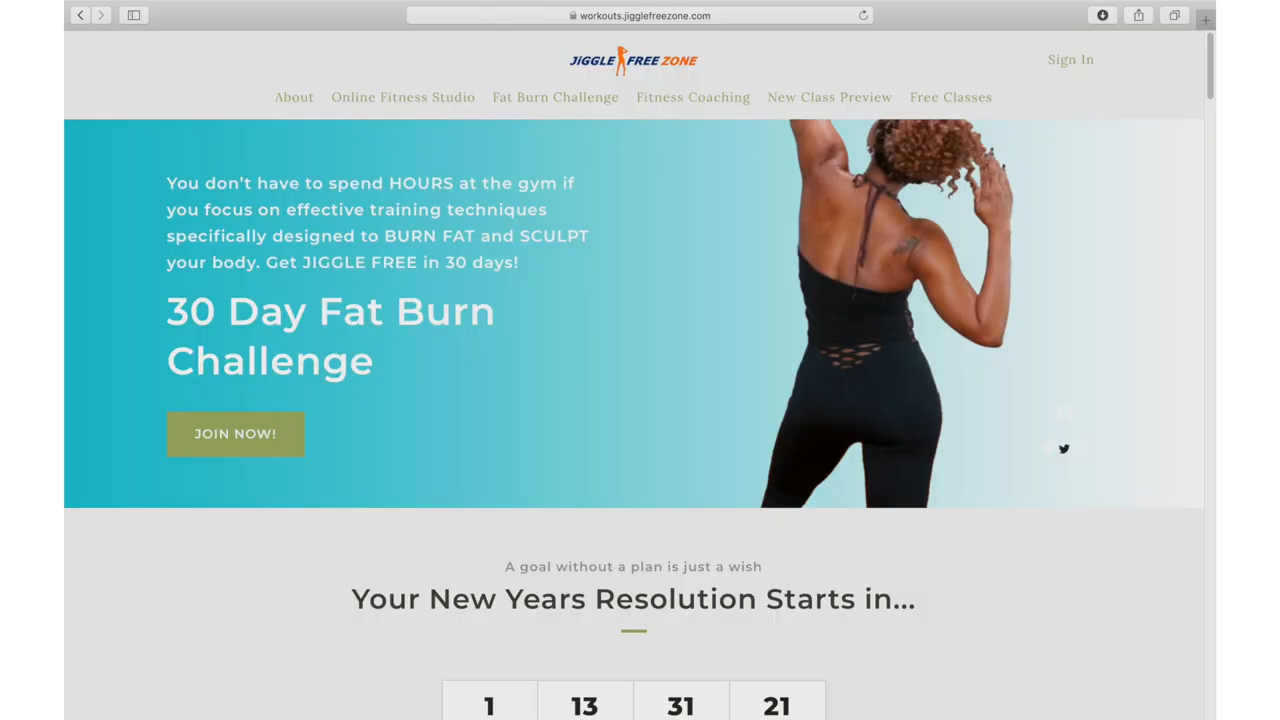 workouts.jigglefreezone.com
JIGGLE FREE ZONE
Sign In
About Online Fitness Studio Fat Burn Challenge Fitness Coaching New Class Preview Free Classes
You don't have to spend HOURS at the gym if
you focus on effective training techniques
specifically designed to BURN FAT and SCULPT
your body. Get JIGGLE FREE in 30 days!
30 Day Fat Burn
Challenge
JOIN NOW!
A goal without a plan is just a wish
Your New Years Resolution Starts in...
1 13 31 21